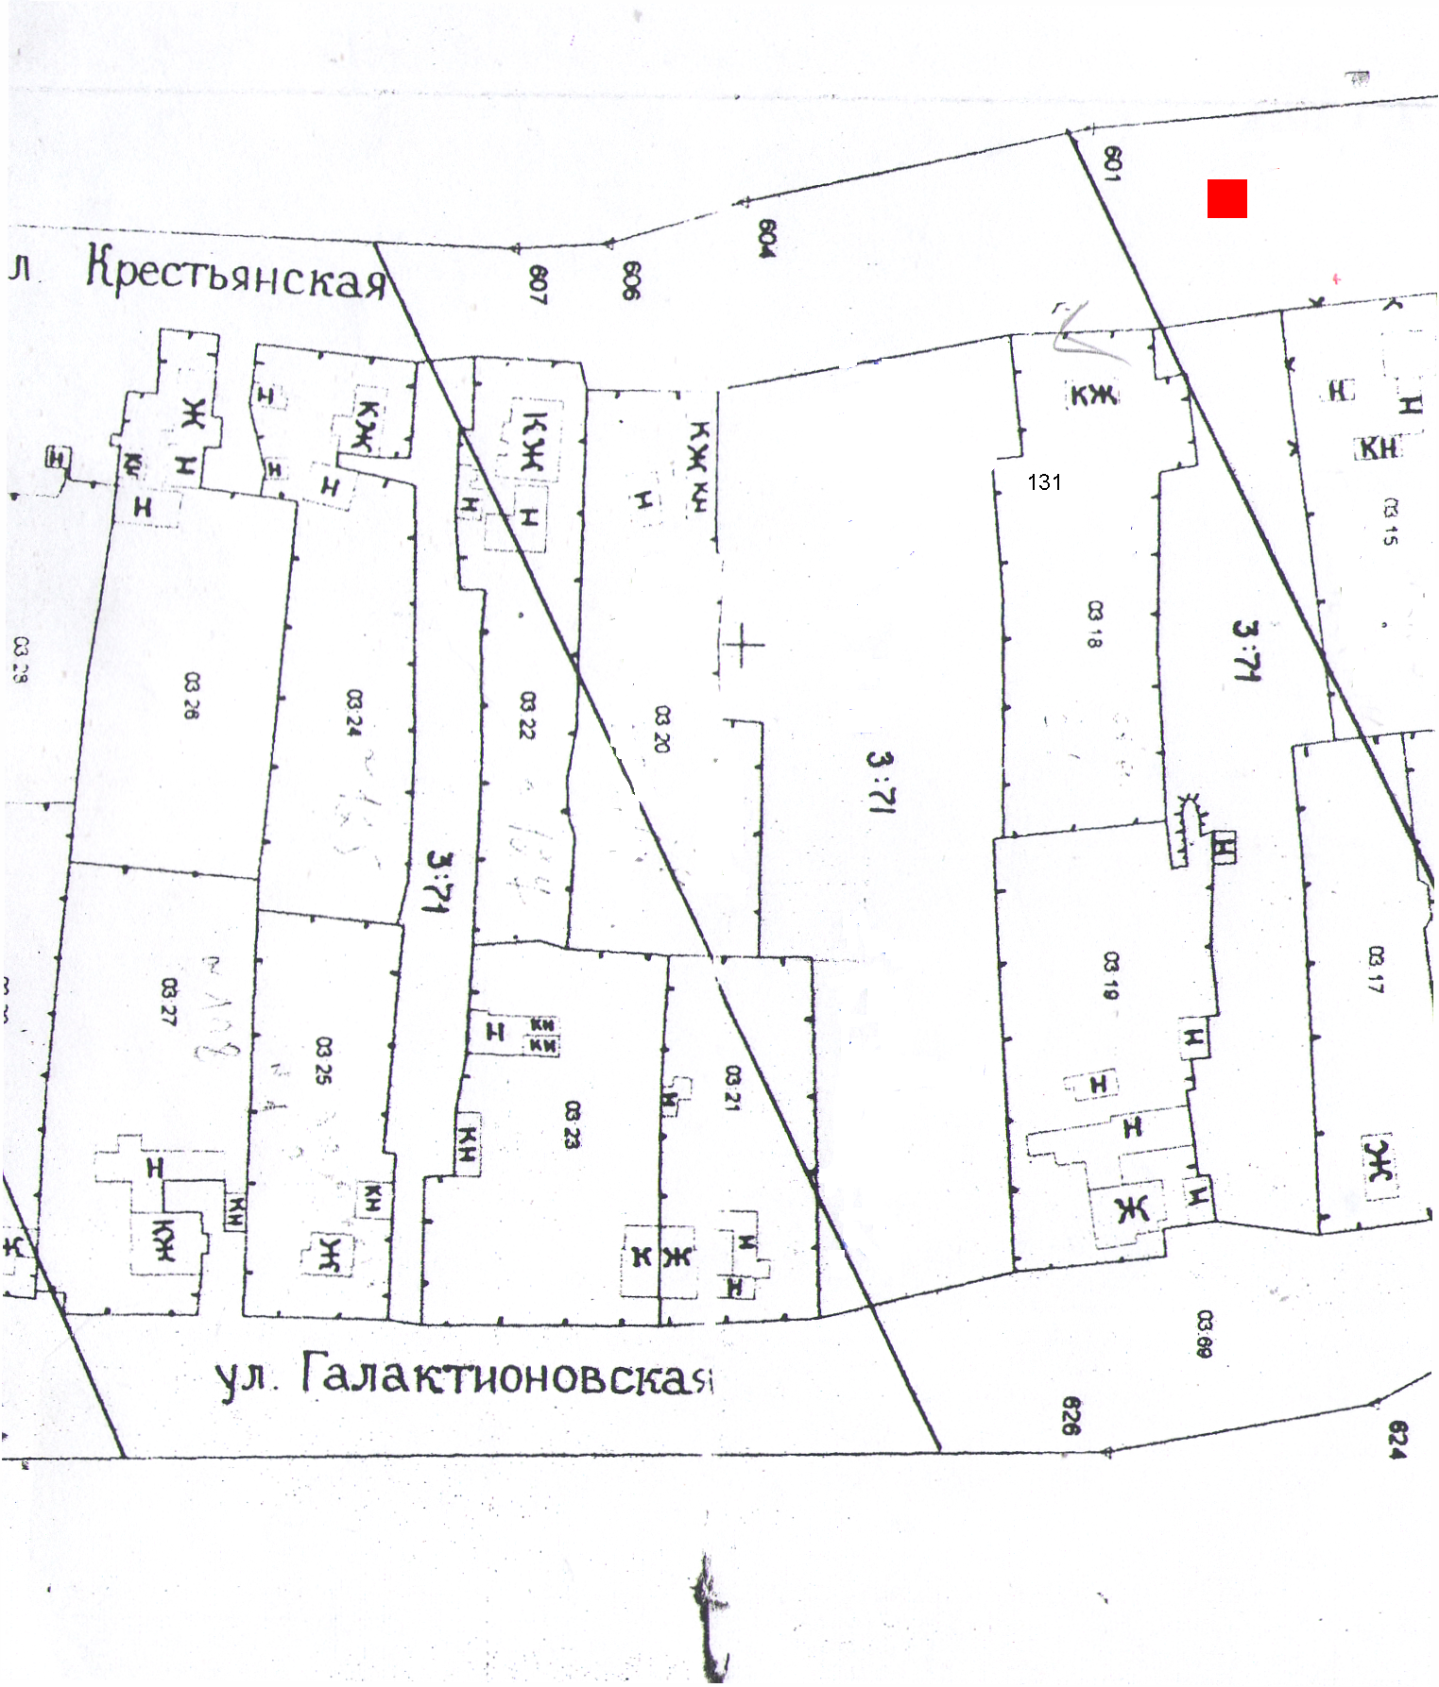 601
604
606
607
л. Крестьянская
Ж
Н
КЖ
КЖ
КЖ
КЖ
Н
Н
КН
Н
Н
Н
Н
Н
Н
Н
Н
КН
131
03 15
03 18
3:71
03 26
03:24
03 22
03 20
3:71
3:71
Н
03:27
03 25
03:23
03:21
03 19
03:17
Н
КН
КН
Н
Н
Н
КН
Н
Н
КН
КН
КЖ
Ж
К Ж
Н
Н
Ж
Н
Ж
03:69
ул. Галактионовская
626
624